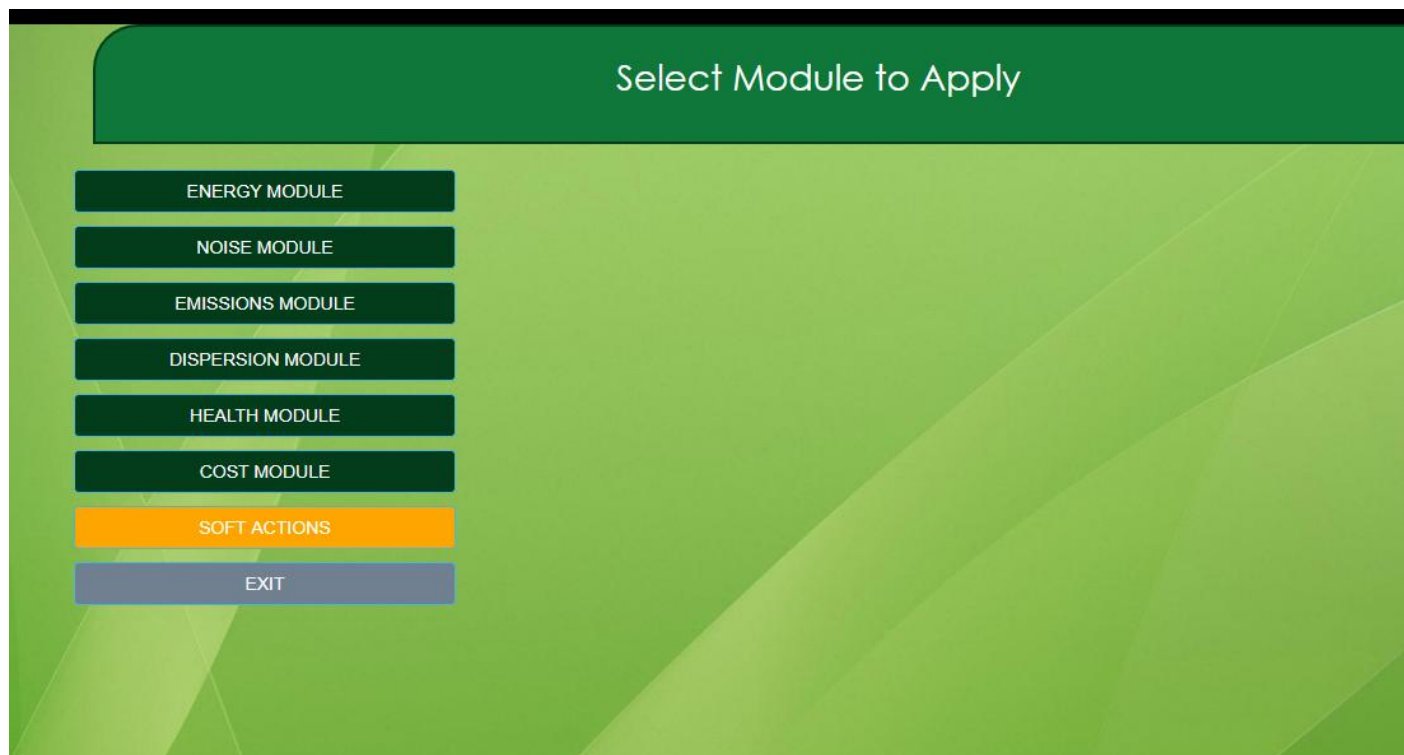 Select Module to Apply
ENERGY MODULE
NOISE MODULE
EMISSIONS MODULE
DISPERSION MODULE
HEALTH MODULE
COST MODULE
SOFT ACTIONS
EXIT